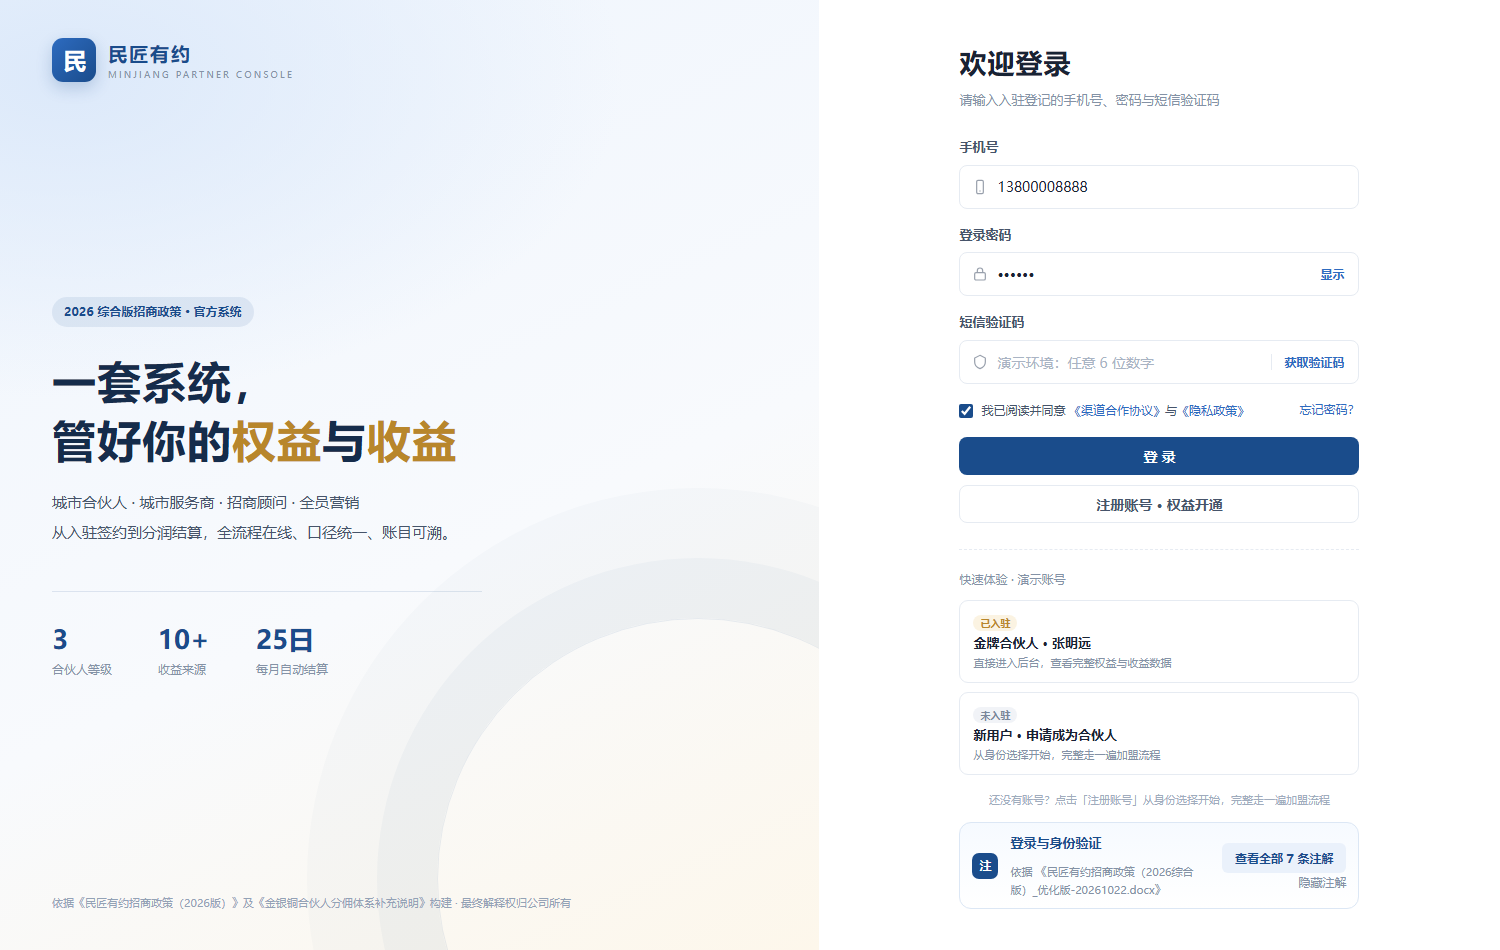 民
民匠有约
MINJIANG PARTNER CONSOLE
2026 综合版招商政策 • 官方系统
一套系统，
管好你的权益与收益
城市合伙人 · 城市服务商 · 招商顾问 · 全员营销
从入驻签约到分润结算，全流程在线、口径统一、账目可溯。
3
合伙人等级
10+
收益来源
25日
每月自动结算
依据《民匠有约招商政策（2026版）》及《金银铜合伙人分佣体系补充说明》构建 · 最终解释权归公司所有
欢迎登录
请输入入驻登记的手机号、密码与短信验证码
手机号
13800008888
登录密码
••••••
显示
短信验证码
演示环境：任意 6 位数字
获取验证码
我已阅读并同意 《渠道合作协议》与《隐私政策》
忘记密码?
登 录
注册账号 • 权益开通
快速体验 · 演示账号
已入驻
金牌合伙人 • 张明远
直接进入后台，查看完整权益与收益数据
未入驻
新用户 • 申请成为合伙人
从身份选择开始，完整走一遍加盟流程
还没有账号？点击「注册账号」从身份选择开始，完整走一遍加盟流程
注
登录与身份验证
依据 《民匠有约招商政策（2026综合
版）_优化版-20261022.docx》
查看全部 7 条注解
隐藏注解